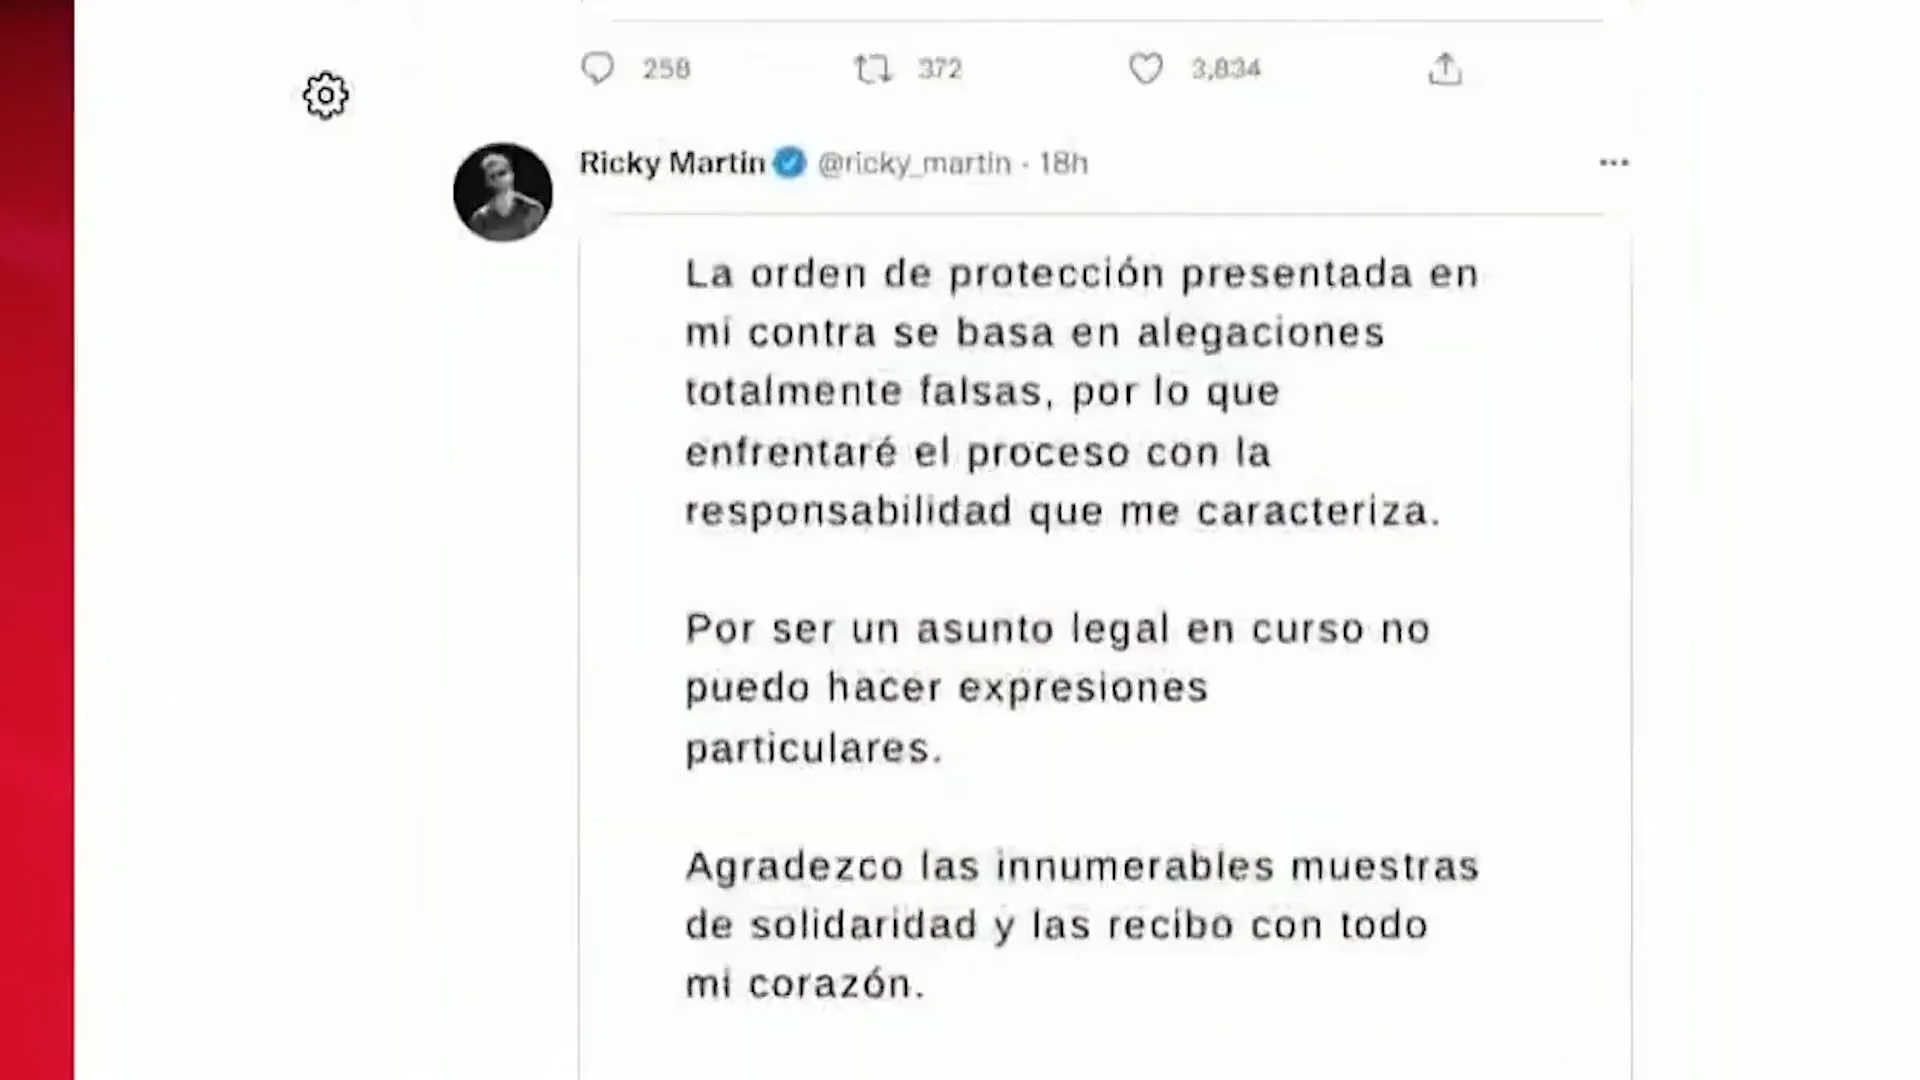 258 372 3,834
Ricky Martin @ricky_martin · 18h
La orden de protección presentada en
mi contra se basa en alegaciones
totalmente falsas, por lo que
enfrentaré el proceso con la
responsabilidad que me caracteriza.
Por ser un asunto legal en curso no
puedo hacer expresiones
particulares.
Agradezco las innumerables muestras
de solidaridad y las recibo con todo
mi corazón.